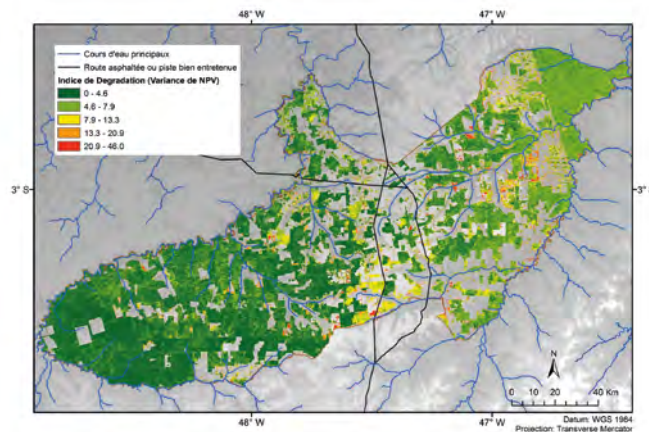 48° W
47° W
Cours d'eau principaux
Route asphaltée ou piste bien entretenue
Indice de Degradation (Variance de NPV)
0 - 4.6
4.6 - 7.9
7.9 - 13.3
13.3 - 20.9
20.9 - 46.0
3° S
3° S
N
0 10 20 40 Km
48° W
47° W
Datum: WGS 1984
Projection: Transverse Mercator